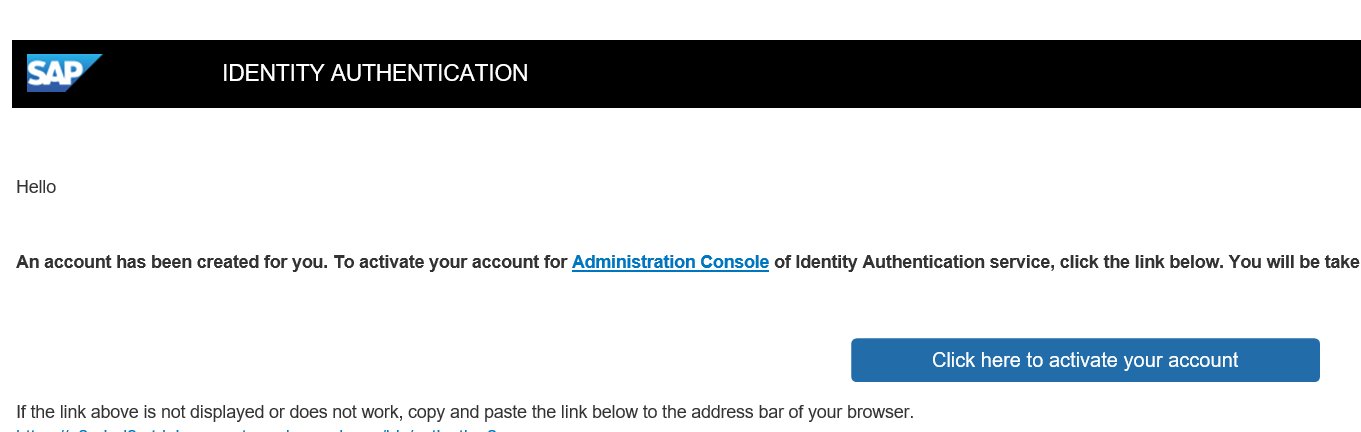 SAP IDENTITY AUTHENTICATION
Hello
An account has been created for you. To activate your account for Administration Console of Identity Authentication service, click the link below. You will be take
Click here to activate your account
If the link above is not displayed or does not work, copy and paste the link below to the address bar of your browser.